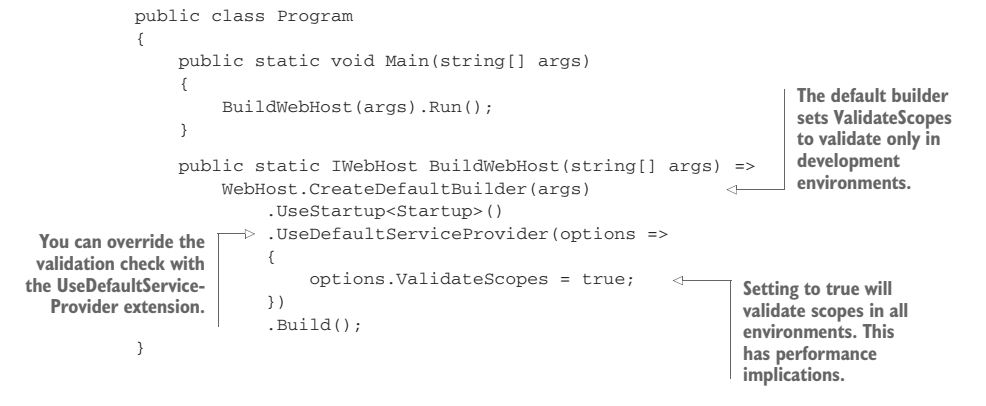 public class Program
{
    public static void Main(string[] args)
    {
        BuildWebHost(args).Run();
    }
    public static IWebHost BuildWebHost(string[] args) =>
        WebHost.CreateDefaultBuilder(args)
            .UseStartup<Startup>()
            .UseDefaultServiceProvider(options =>
            {
                options.ValidateScopes = true;
            })
            .Build();
}
The default builder
sets ValidateScopes
to validate only in
development
environments.
You can override the
validation check with
the UseDefaultService-
Provider extension.
Setting to true will
validate scopes in all
environments. This
has performance
implications.